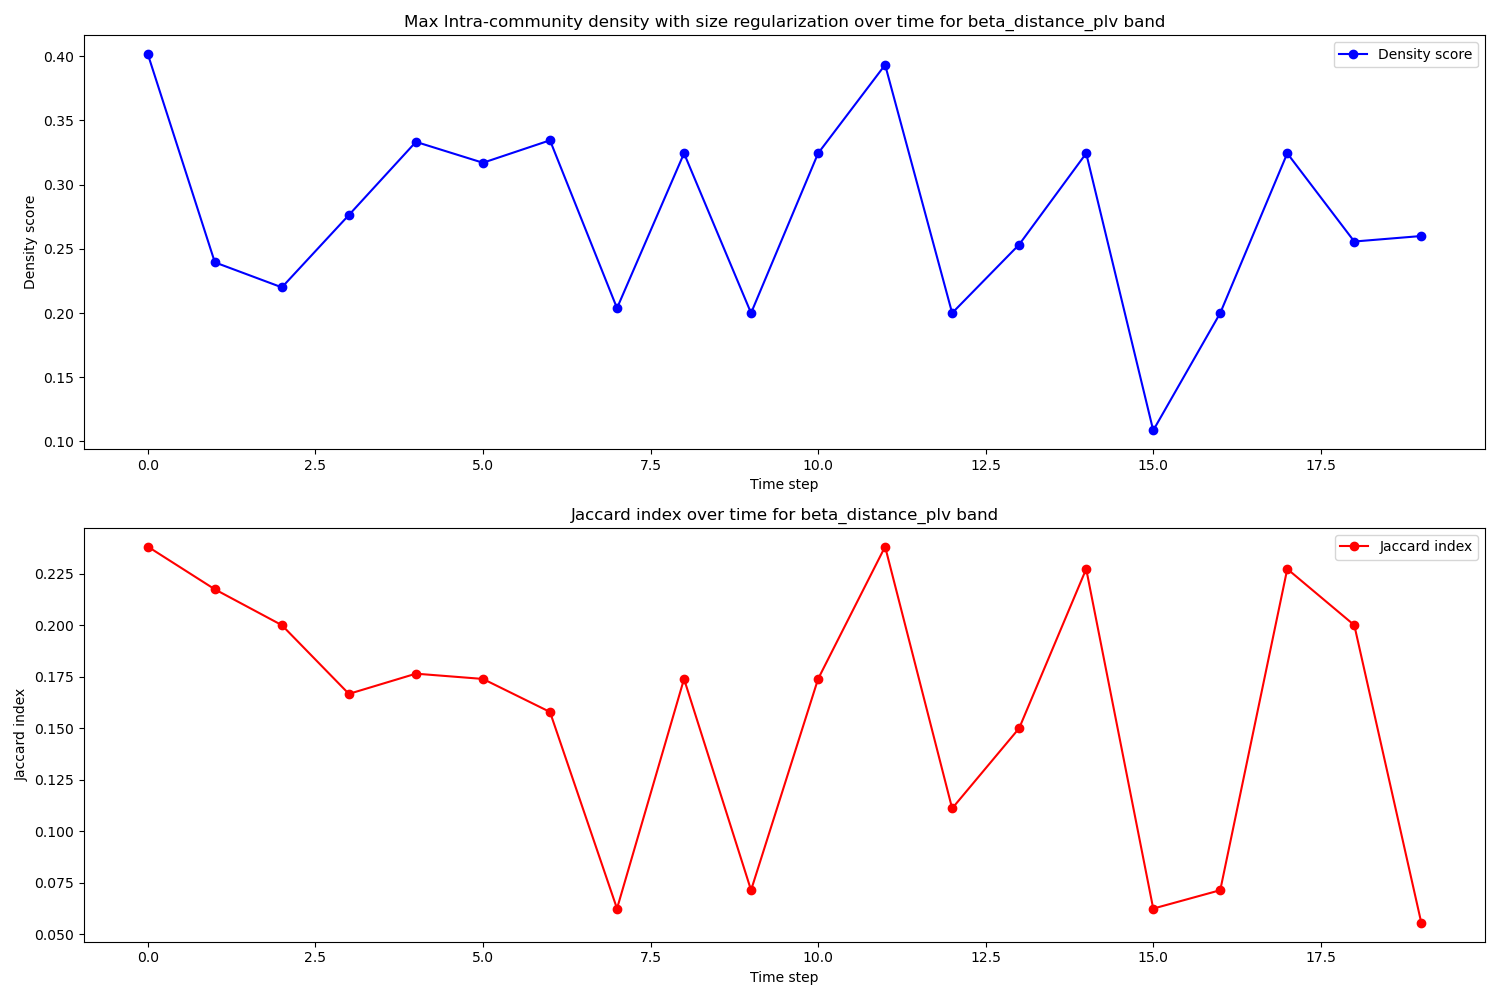 Max Intra-community density with size regularization over time for beta_distance_plv band
Density score
0.40
0.35
0.30
0.25
0.20
0.15
0.10
Density score
0.0 2.5 5.0 7.5 10.0 12.5 15.0 17.5
Time step
Jaccard index over time for beta_distance_plv band
Jaccard index
0.225
0.200
0.175
0.150
0.125
0.100
0.075
0.050
Jaccard index
0.0 2.5 5.0 7.5 10.0 12.5 15.0 17.5
Time step